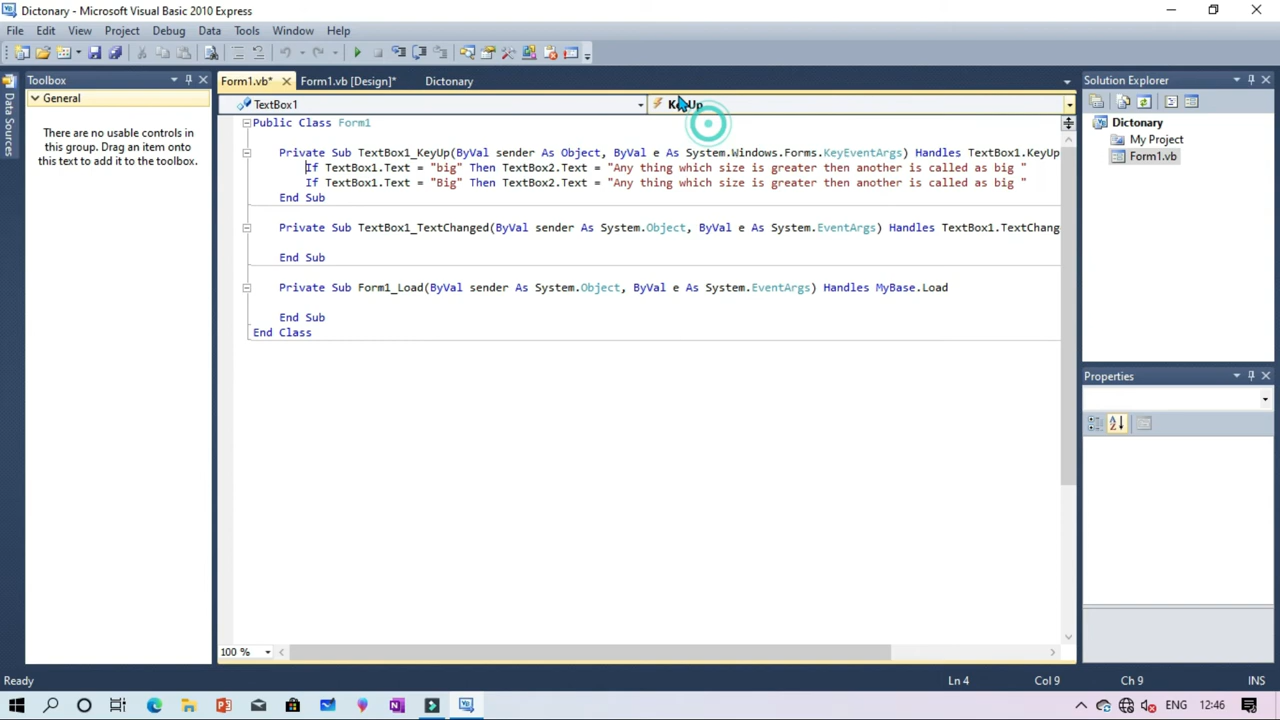 Dictonary - Microsoft Visual Basic 2010 Express
File Edit View Project Debug Data Tools Window Help
Toolbox
General
There are no usable controls in
this group. Drag an item onto
this text to add it to the toolbox.
Data Sources
Form1.vb* Form1.vb [Design]* Dictonary
TextBox1 KeyUp
Public Class Form1
Private Sub TextBox1_KeyUp(ByVal sender As Object, ByVal e As System.Windows.Forms.KeyEventArgs) Handles TextBox1.KeyUp
If TextBox1.Text = "big" Then TextBox2.Text = "Any thing which size is greater then another is called as big "
If TextBox1.Text = "Big" Then TextBox2.Text = "Any thing which size is greater then another is called as big "
End Sub
Private Sub TextBox1_TextChanged(ByVal sender As System.Object, ByVal e As System.EventArgs) Handles TextBox1.TextChang
End Sub
Private Sub Form1_Load(ByVal sender As System.Object, ByVal e As System.EventArgs) Handles MyBase.Load
End Sub
End Class
100 %
Solution Explorer
Dictonary
My Project
Form1.vb
Properties
Ready Ln 4 Col 9 Ch 9 INS
ENG 12:46